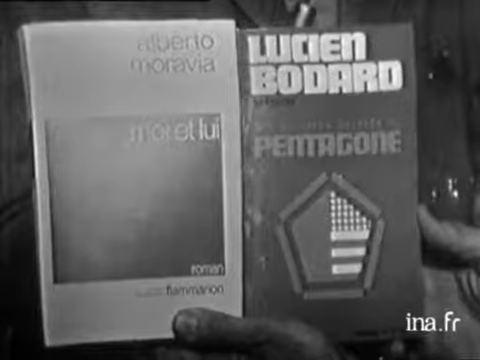 alberto
moravia
moi et lui
roman
flammarion
LUCIEN
BODARD
PENTAGONE
ina.fr